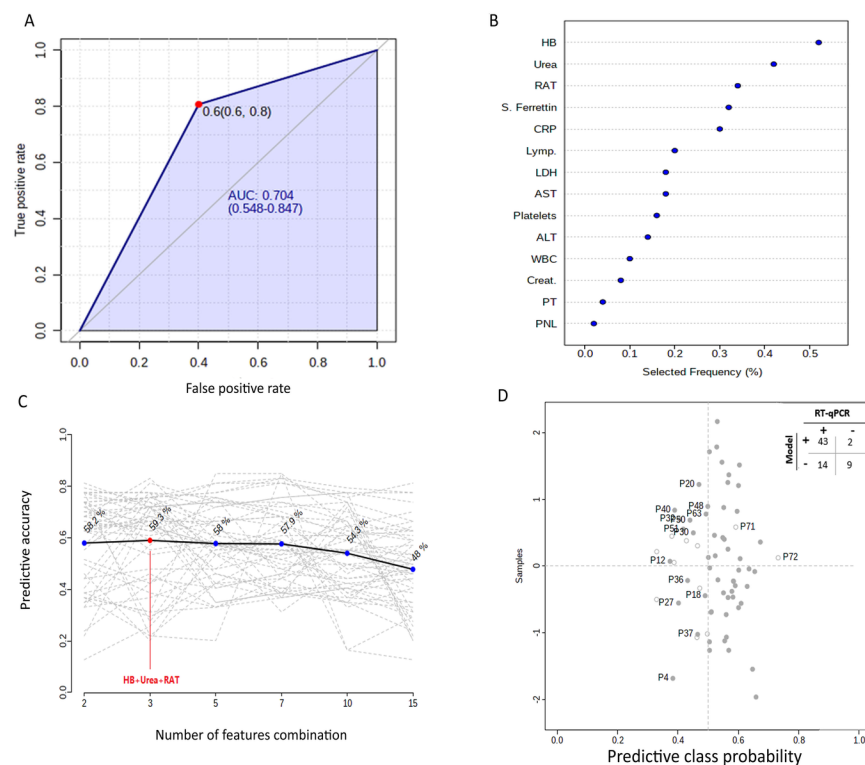 A
True positive rate
1.0
0.8
0.6
0.4
0.2
0.0
0.6(0.6, 0.8)
AUC: 0.704
(0.548-0.847)
0.0 0.2 0.4 0.6 0.8 1.0
False positive rate
B
HB
Urea
RAT
S. Ferrettin
CRP
Lymp.
LDH
AST
Platelets
ALT
WBC
Creat.
PT
PNL
0.0 0.1 0.2 0.3 0.4 0.5
Selected Frequency (%)
C
Predictive accuracy
1.0
0.8
0.6
0.4
0.2
0.0
58.2 % 59.3 % 58 % 57.9 % 54.3 % 48 %
HB+Urea+RAT
2 3 5 7 10 15
Number of features combination
D
RT-qPCR
+ -
Model
+ 43 2
- 14 9
Samples
2
1
0
-1
-2
P20
P40 P48
P63
P50
P51
P30
P71
P12
P72
P36
P27 P18
P37
P4
0.0 0.2 0.4 0.6 0.8 1.0
Predictive class probability